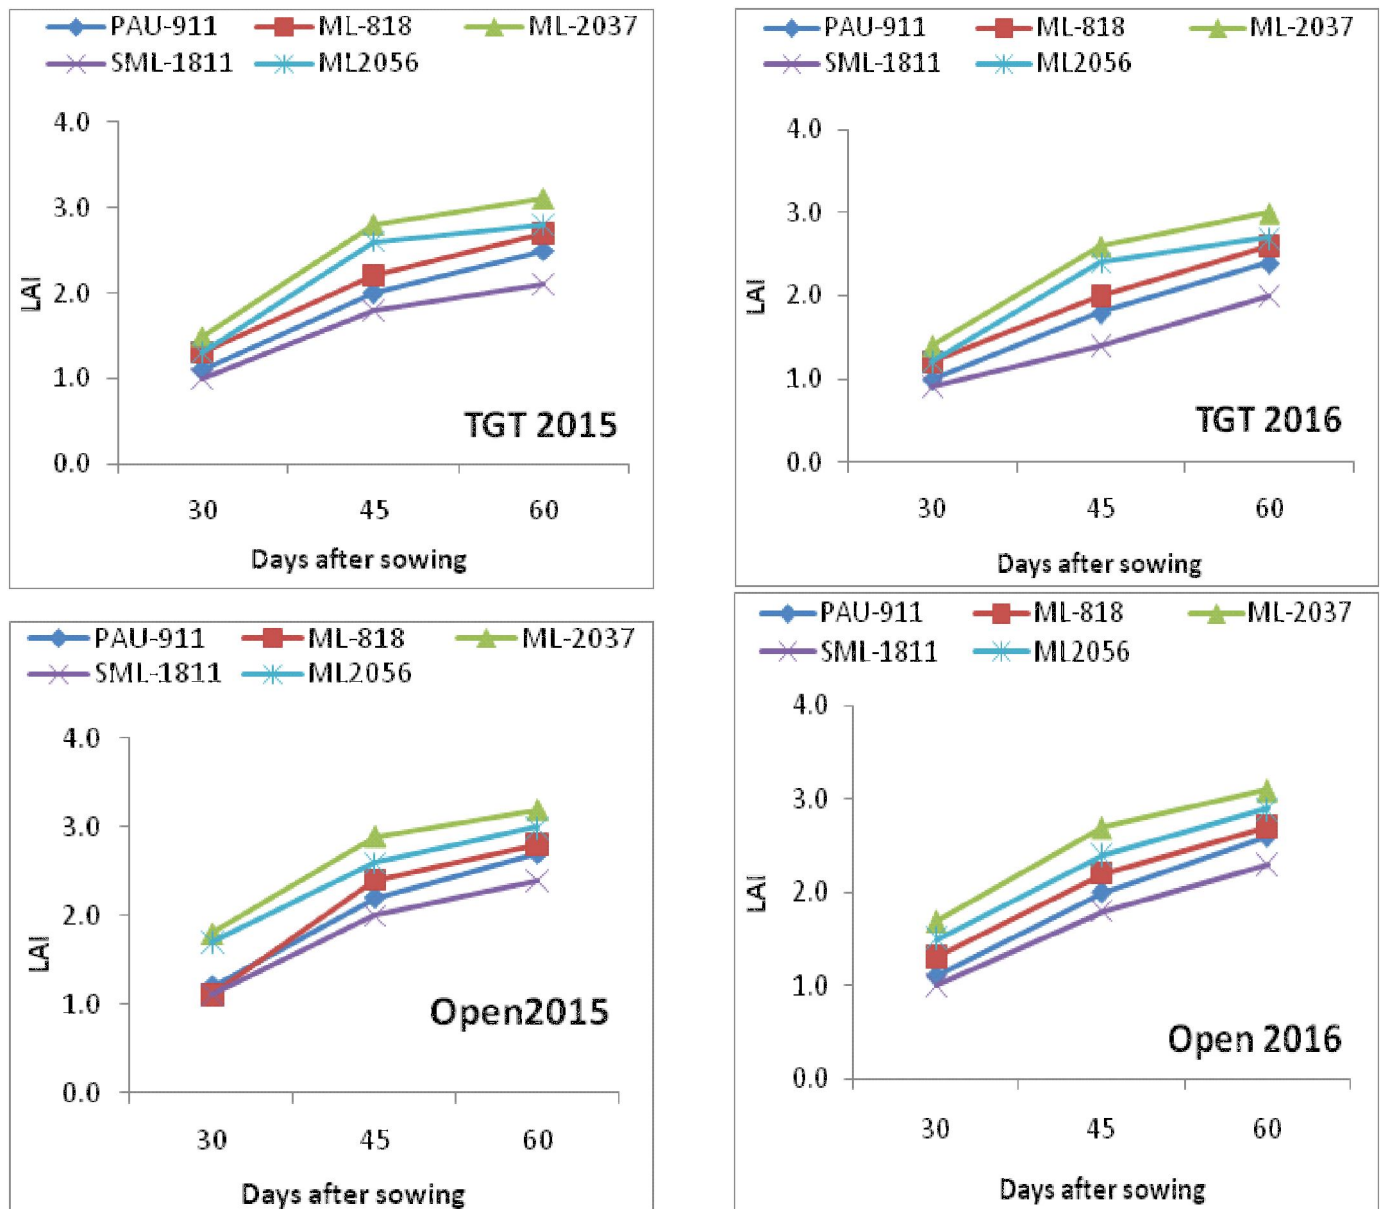 PAU-911 ML-818 ML-2037
SML-1811 ML2056
4.0
3.0
2.0
1.0
0.0
LAI
TGT 2015
30 45 60
Days after sowing
PAU-911 ML-818 ML-2037
SML-1811 ML2056
4.0
3.0
2.0
1.0
0.0
LAI
TGT 2016
30 45 60
Days after sowing
PAU-911 ML-818 ML-2037
SML-1811 ML2056
4.0
3.0
2.0
1.0
0.0
LAI
Open2015
30 45 60
Days after sowing
PAU-911 ML-818 ML-2037
SML-1811 ML2056
4.0
3.0
2.0
1.0
0.0
LAI
Open 2016
30 45 60
Days after sowing